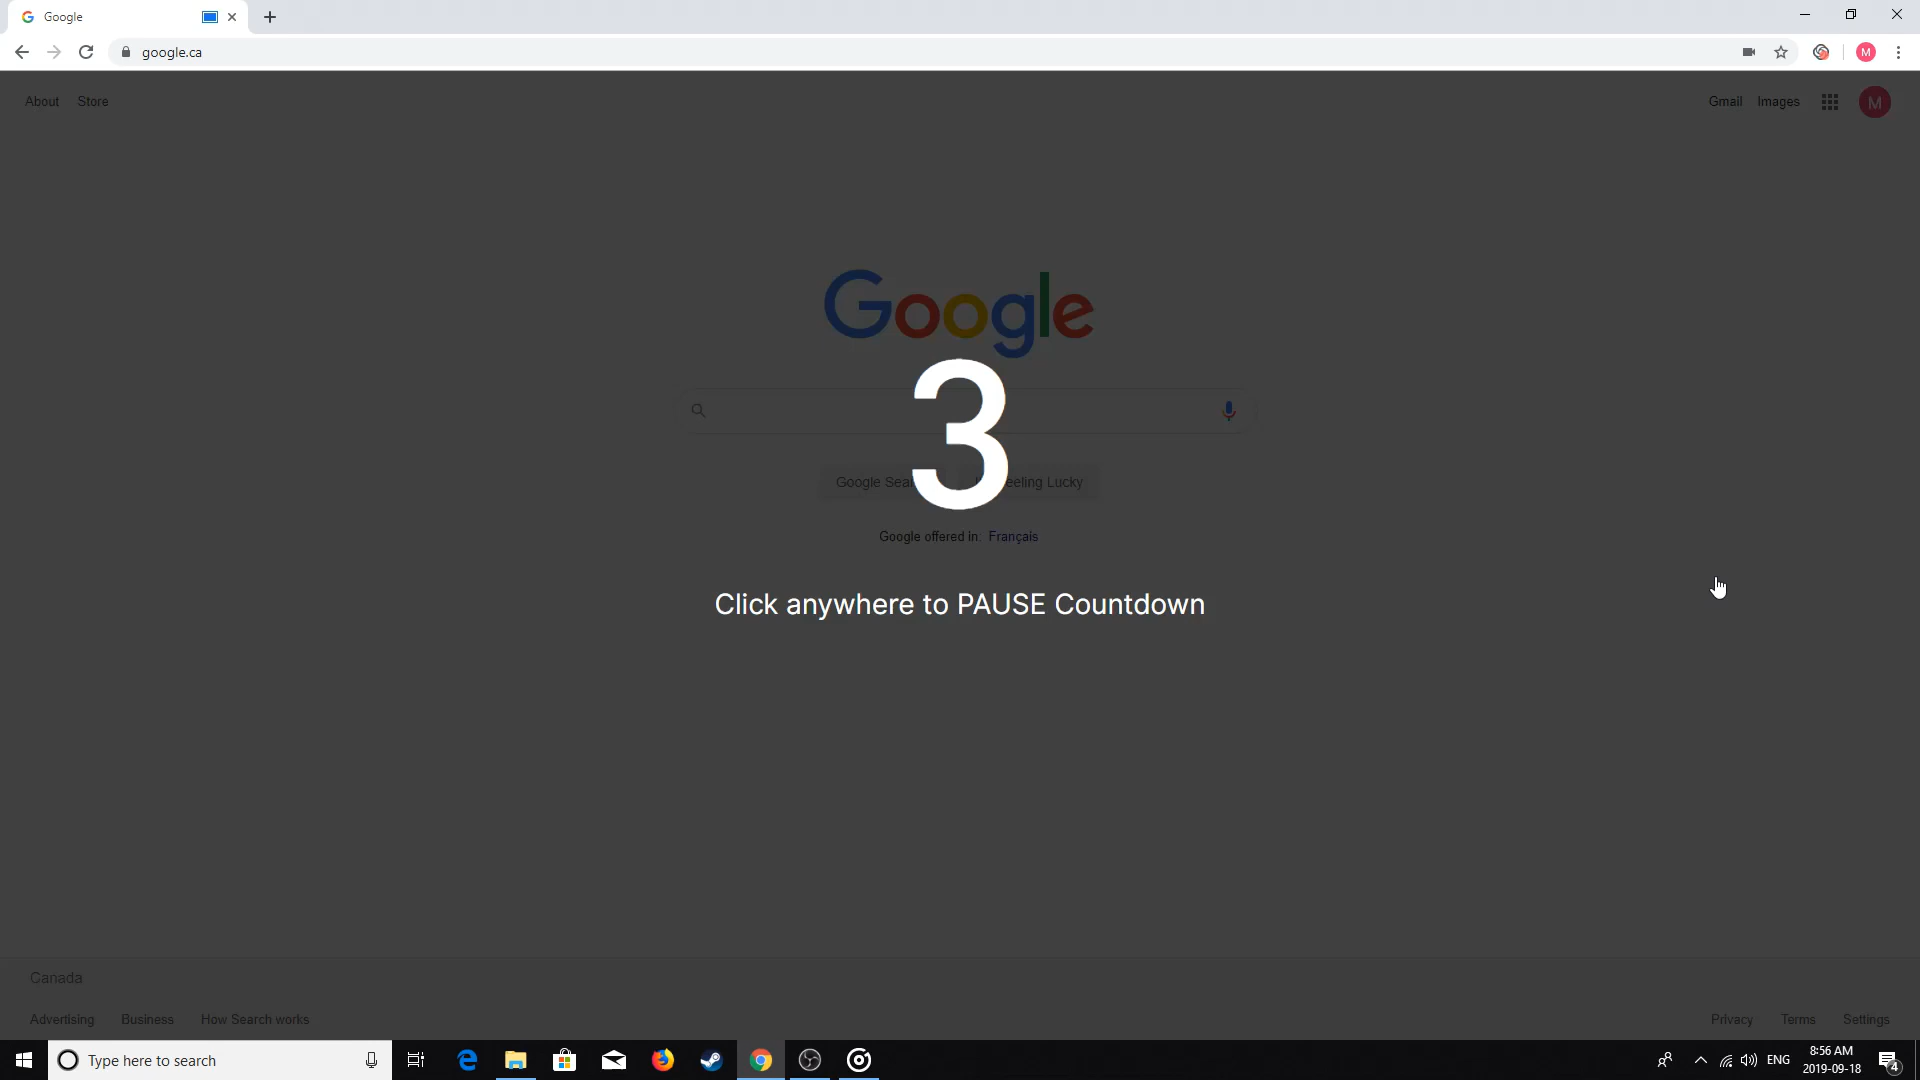 Google
google.ca
M
About Store
Gmail Images
M
Google
3
Google Sea eeling Lucky
Google offered in: Français
Click anywhere to PAUSE Countdown
Canada
Advertising Business How Search works
Privacy Terms Settings
Type here to search
ENG
8:56 AM
2019-09-18
4